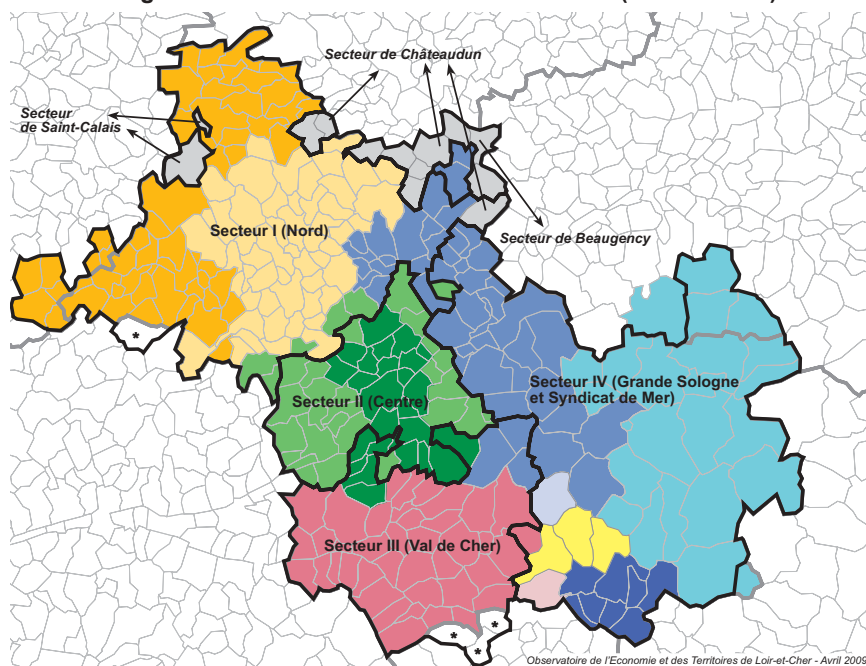 Secteur de Châteaudun
Secteur
de Saint-Calais
Secteur I (Nord)
Secteur de Beaugency
*
Secteur IV (Grande Sologne
et Syndicat de Mer)
Secteur II (Centre)
Secteur III (Val de Cher)
*
*
*
Observatoire de l'Economie et des Territoires de Loir-et-Cher - Avril 2003